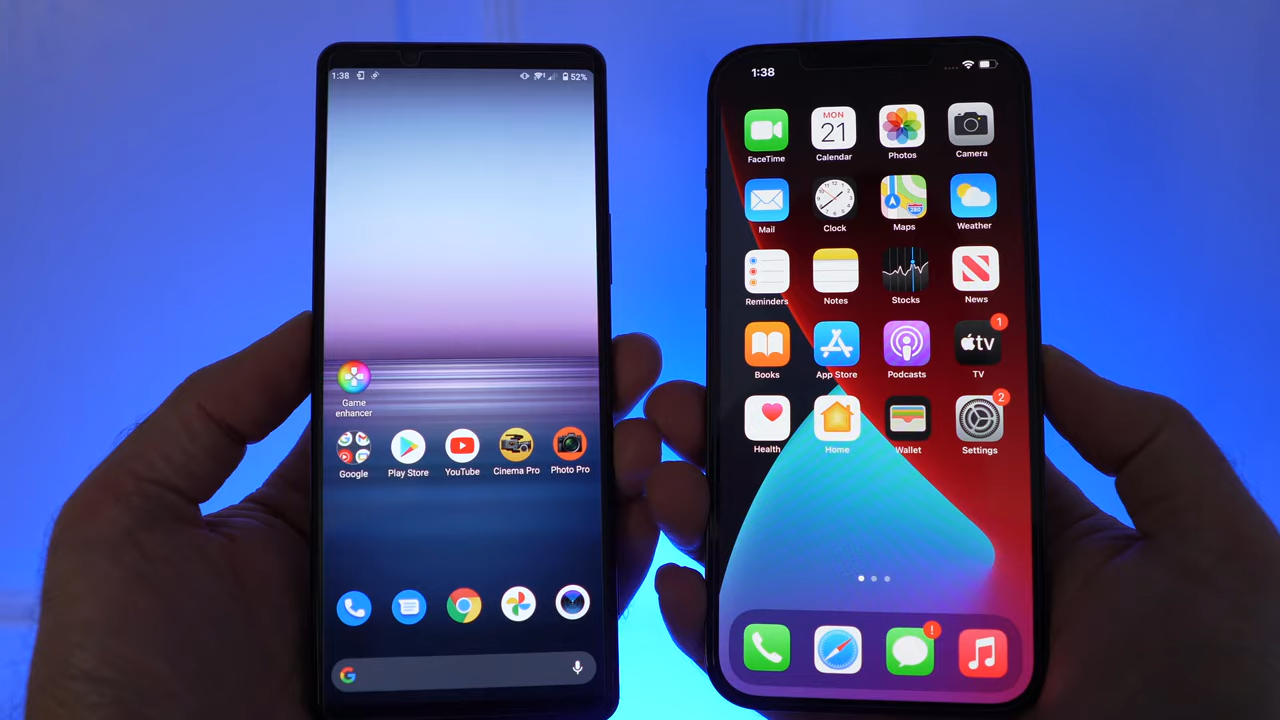 1:38
52%
Game
enhancer
Google
Play Store
YouTube
Cinema Pro
Photo Pro
G
1:38
MON
21
FaceTime
Calendar
Photos
Camera
Mail
Clock
Maps
Weather
280
Reminders
Notes
Stocks
News
1
tv
Books
App Store
Podcasts
TV
2
Health
Home
Wallet
Settings
!